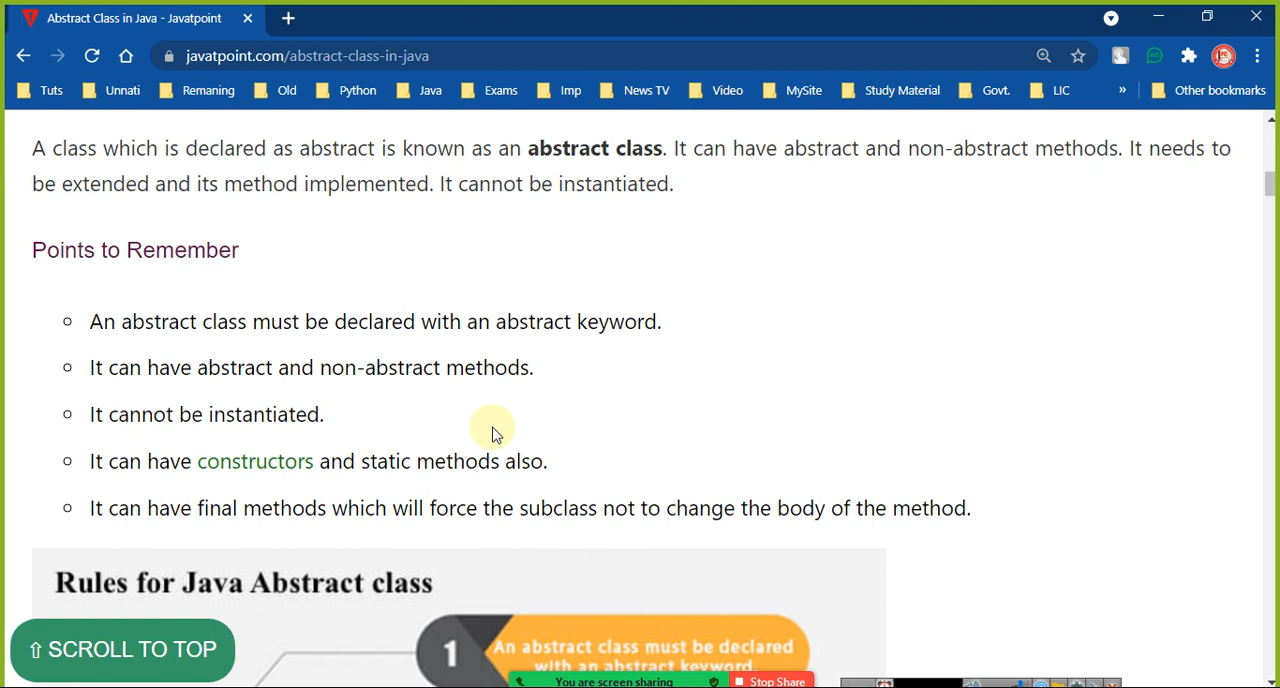 Abstract Class in Java - Javatpoint
javatpoint.com/abstract-class-in-java
Tuts Unnati Remaning Old Python Java Exams Imp News TV Video MySite Study Material Govt. LIC » Other bookmarks
A class which is declared as abstract is known as an abstract class. It can have abstract and non-abstract methods. It needs to
be extended and its method implemented. It cannot be instantiated.
Points to Remember
An abstract class must be declared with an abstract keyword.
It can have abstract and non-abstract methods.
It cannot be instantiated.
It can have constructors and static methods also.
It can have final methods which will force the subclass not to change the body of the method.
Rules for Java Abstract class
1 An abstract class must be declared
with an abstract keyword.
⇧ SCROLL TO TOP
You are screen sharing Stop Share